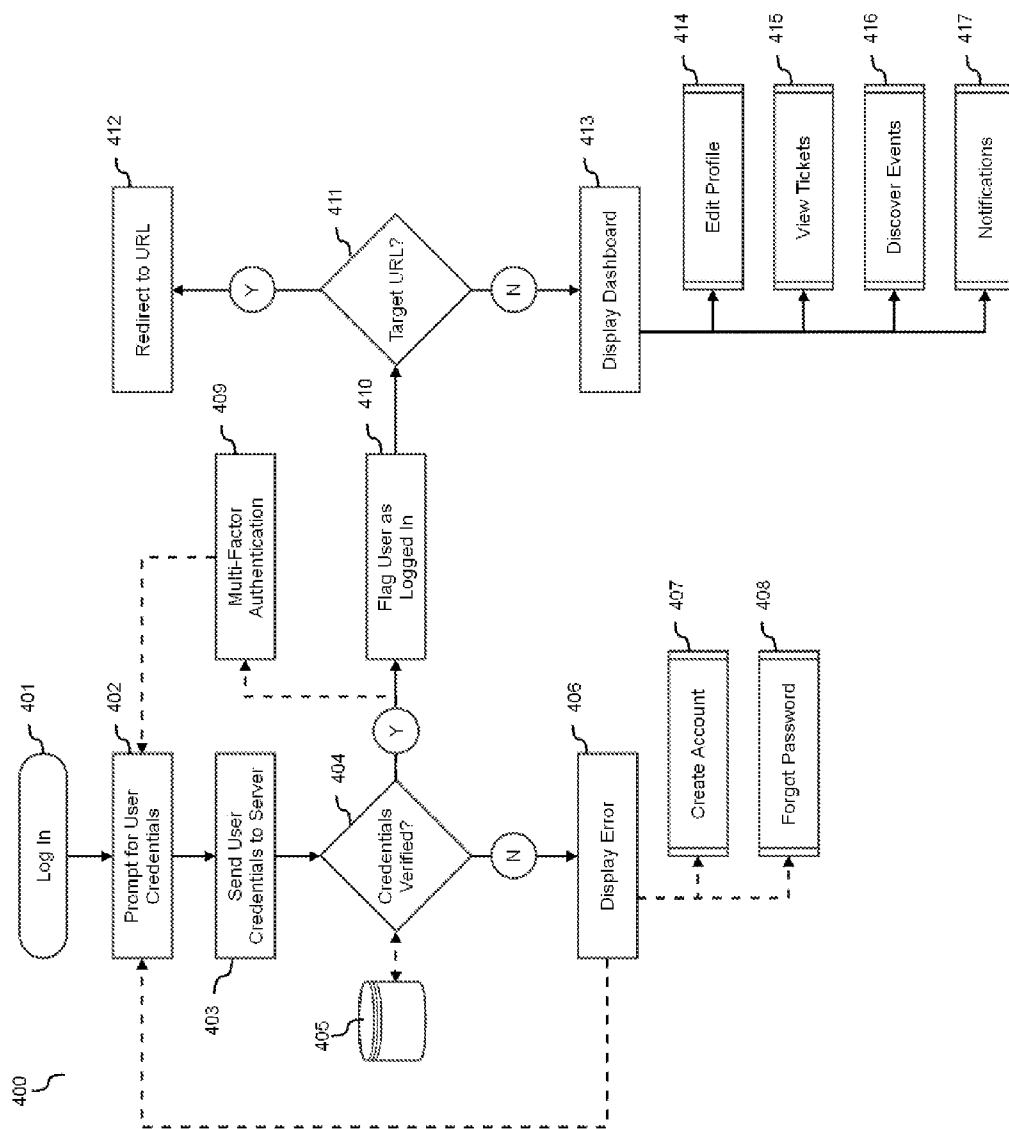 400
401
Log In
402
Prompt for User
Credentials
403
Send User
Credentials to Server
404
Credentials
Verified?
405
Y
N
406
Display Error
407
Create Account
408
Forgot Password
409
Multi-Factor
Authentication
410
Flag User as
Logged In
411
Target URL?
Y
N
412
Redirect to URL
413
Display Dashboard
414
Edit Profile
415
View Tickets
416
Discover Events
417
Notifications